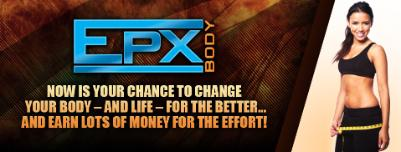 EPX BODY
NOW IS YOUR CHANCE TO CHANGE
YOUR BODY – AND LIFE – FOR THE BETTER...
AND EARN LOTS OF MONEY FOR THE EFFORT!